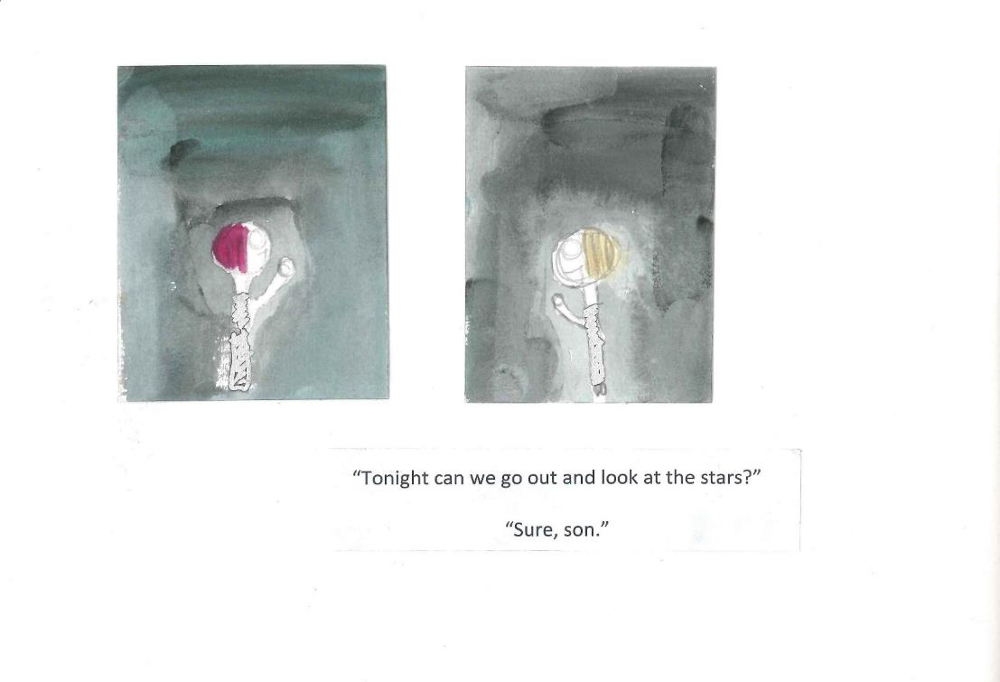 “Tonight can we go out and look at the stars?”
“Sure, son.”